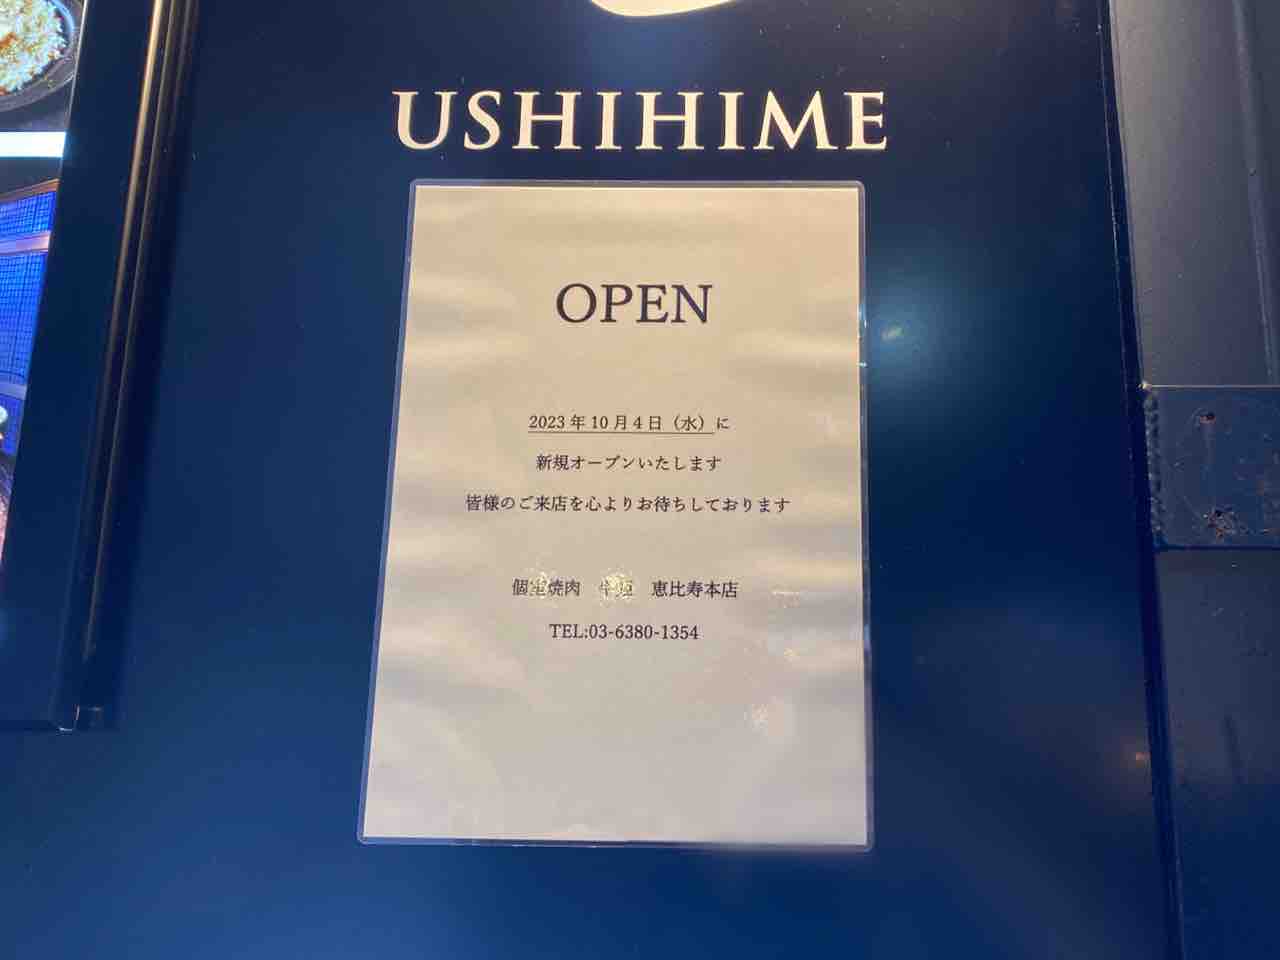 USHIHIME
OPEN
2023年10月4日（水）に
新規オープンいたします
皆様のご来店を心よりお待ちしております
個室焼肉　牛姫　恵比寿本店
TEL:03-6380-1354